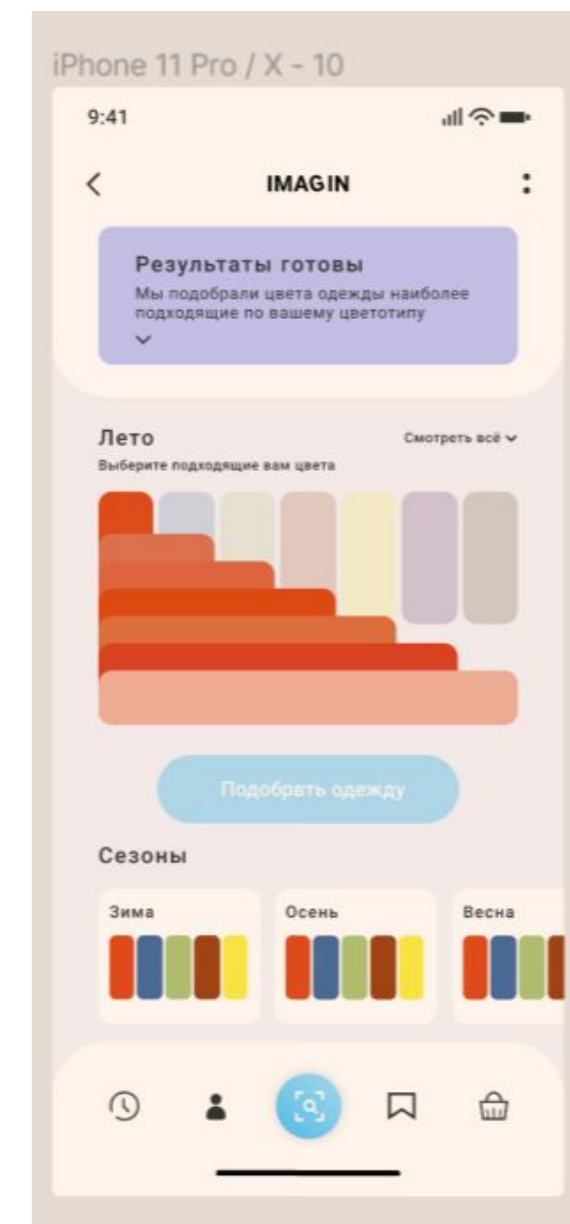 iPhone 11 Pro / X - 10
9:41
IMAGIN
Результаты готовы
Мы подобрали цвета одежды наиболее
подходящие по вашему цветотипу
Лето
Смотреть всё
Выберите подходящие вам цвета
Подобрать одежду
Сезоны
Зима
Осень
Весна